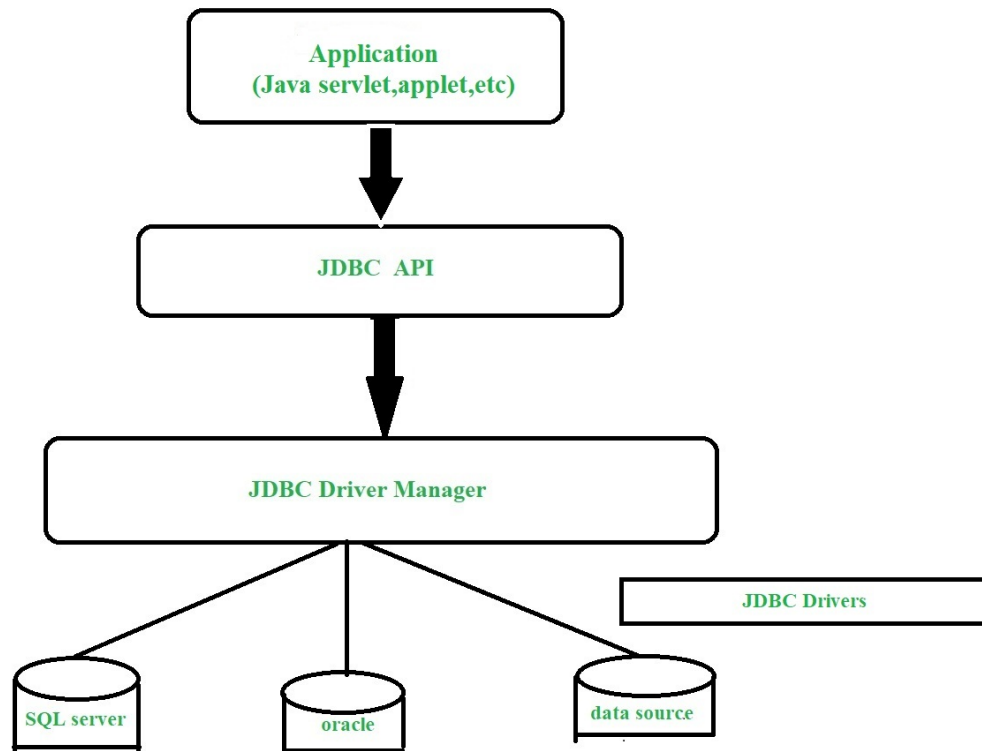 Application
(Java servlet,applet,etc)
JDBC API
JDBC Driver Manager
JDBC Drivers
SQL server
oracle
data source